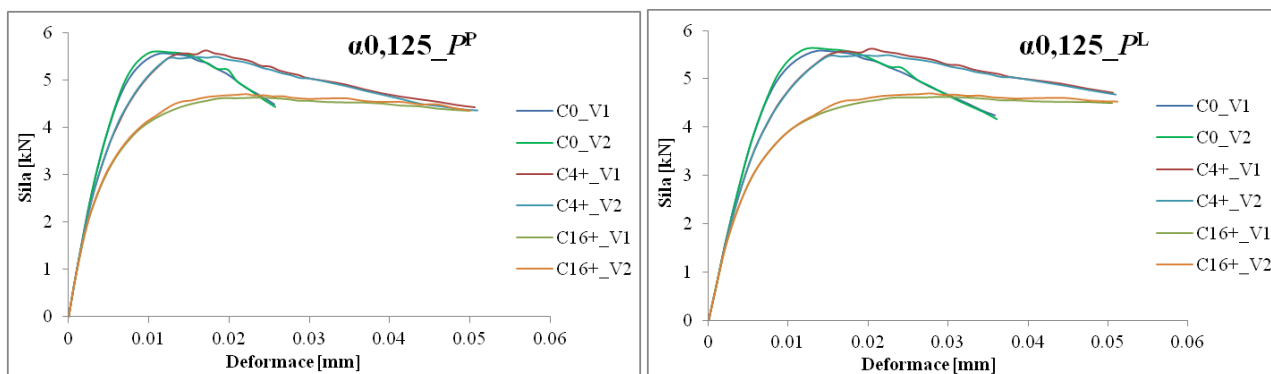 α0,125_Pᴾ
Síla [kN]
6
5
4
3
2
1
0
0 0.01 0.02 0.03 0.04 0.05 0.06
Deformace [mm]
C0_V1
C0_V2
C4+_V1
C4+_V2
C16+_V1
C16+_V2
α0,125_Pᴸ
Síla [kN]
6
5
4
3
2
1
0
0 0.01 0.02 0.03 0.04 0.05 0.06
Deformace [mm]
C0_V1
C0_V2
C4+_V1
C4+_V2
C16+_V1
C16+_V2